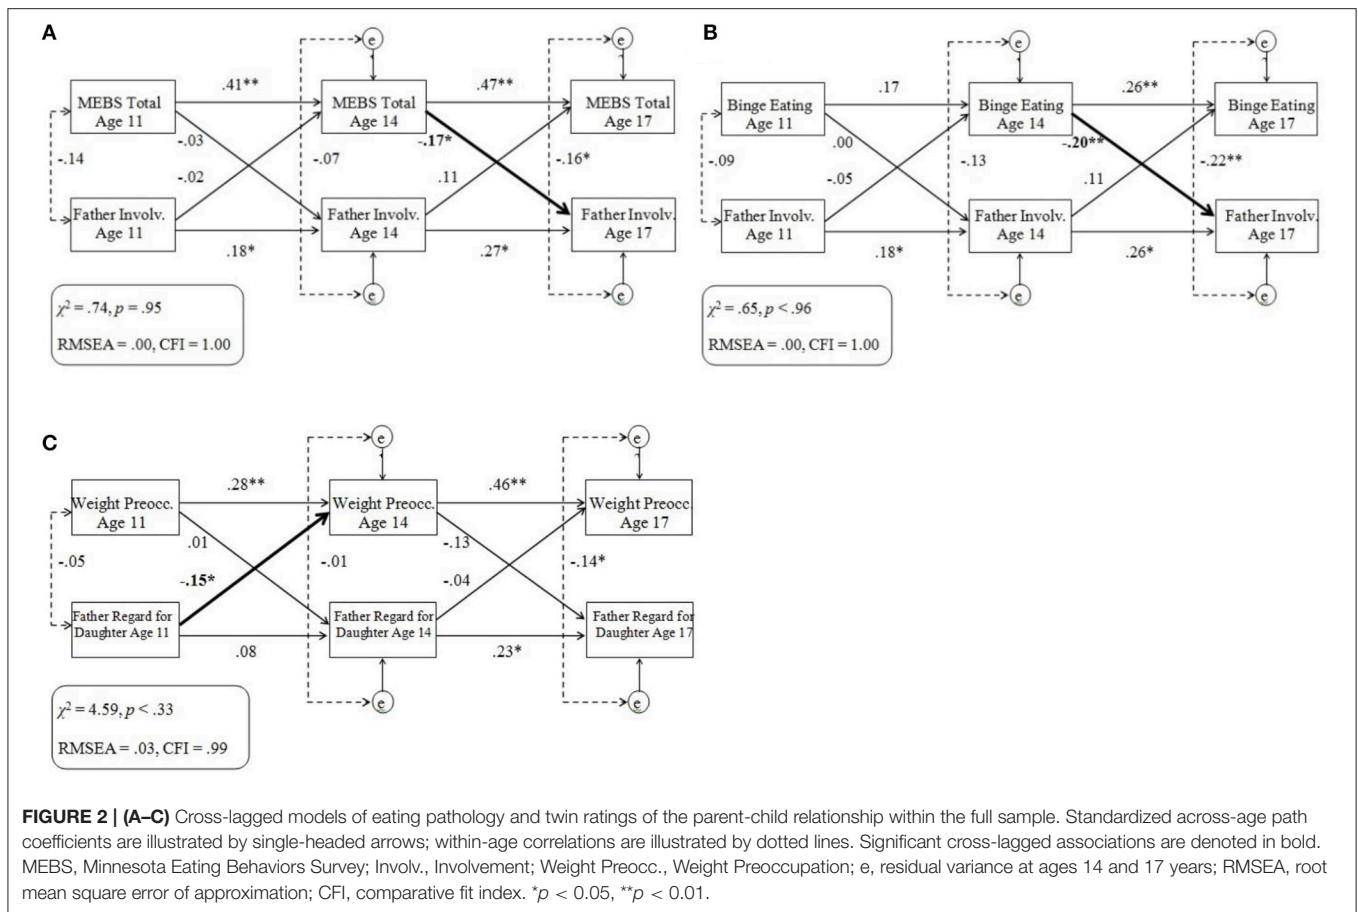 A
e
e
MEBS Total
Age 11
.41**
MEBS Total
Age 14
.47**
MEBS Total
Age 17
-.14
-.03
-.02
-.07
-.17*
.11
-.16*
Father Involv.
Age 11
.18*
Father Involv.
Age 14
.27*
Father Involv.
Age 17
e
e
χ² = .74, p = .95
RMSEA = .00, CFI = 1.00
B
e
e
Binge Eating
Age 11
.17
Binge Eating
Age 14
.26**
Binge Eating
Age 17
-.09
.00
-.05
-.13
-.20**
.11
-.22**
Father Involv.
Age 11
.18*
Father Involv.
Age 14
.26*
Father Involv.
Age 17
e
e
χ² = .65, p < .96
RMSEA = .00, CFI = 1.00
C
e
e
Weight Preocc.
Age 11
.28**
Weight Preocc.
Age 14
.46**
Weight Preocc.
Age 17
-.05
.01
-.15*
-.01
-.13
-.04
-.14*
Father Regard for
Daughter Age 11
.08
Father Regard for
Daughter Age 14
.23*
Father Regard for
Daughter Age 17
e
e
χ² = 4.59, p < .33
RMSEA = .03, CFI = .99
FIGURE 2 | (A–C) Cross-lagged models of eating pathology and twin ratings of the parent-child relationship within the full sample. Standardized across-age path
coefficients are illustrated by single-headed arrows; within-age correlations are illustrated by dotted lines. Significant cross-lagged associations are denoted in bold.
MEBS, Minnesota Eating Behaviors Survey; Involv., Involvement; Weight Preocc., Weight Preoccupation; e, residual variance at ages 14 and 17 years; RMSEA, root
mean square error of approximation; CFI, comparative fit index. *p < 0.05, **p < 0.01.